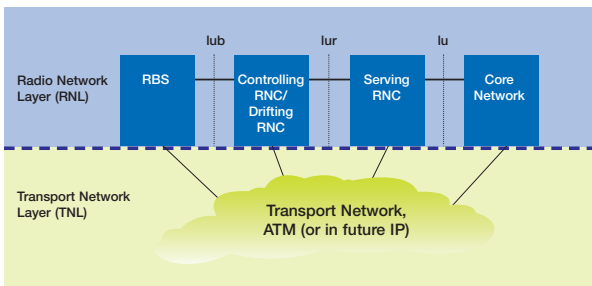 Iub
Iur
Iu
Radio Network
Layer (RNL)
RBS
Controlling
RNC/
Drifting
RNC
Serving
RNC
Core
Network
Transport Network
Layer (TNL)
Transport Network,
ATM (or in future IP)